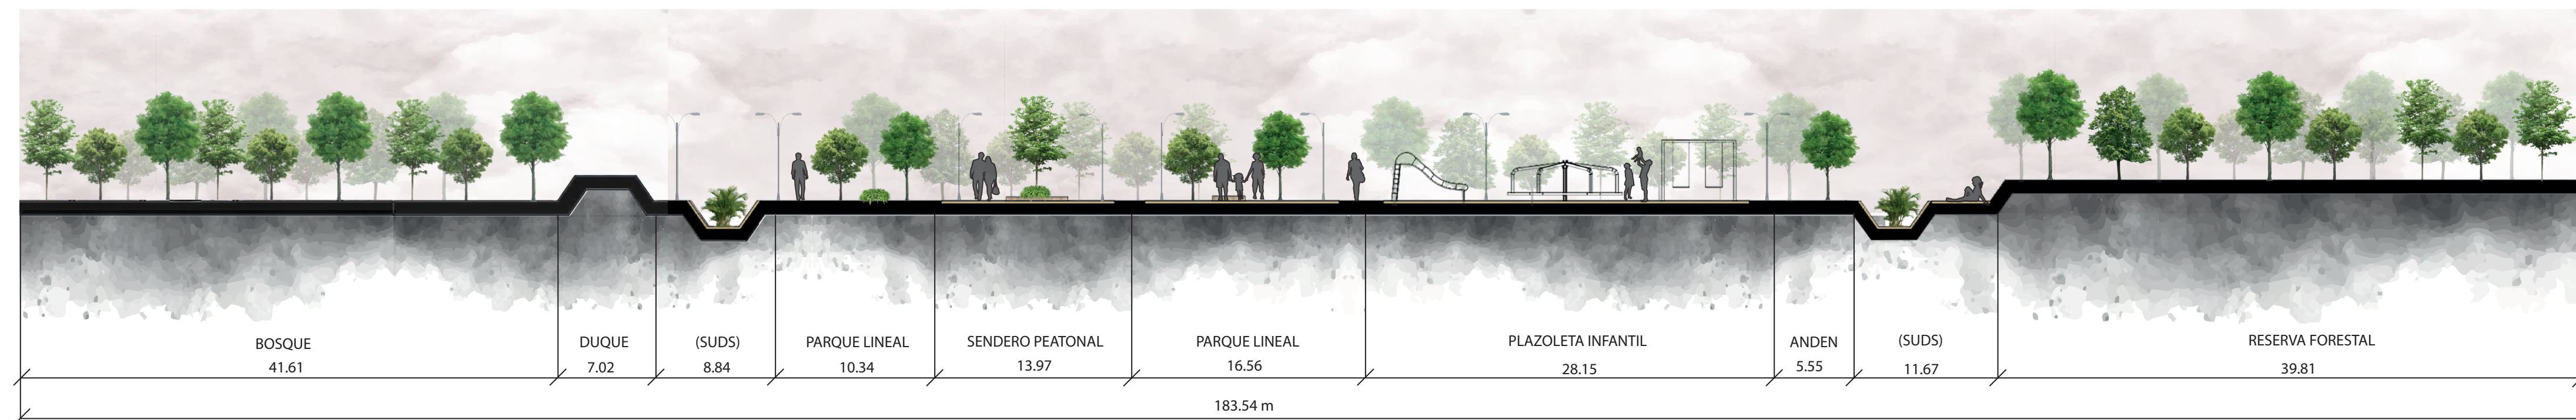 BOSQUE
41.61
DUQUE
7.02
(SUDS)
8.84
PARQUE LINEAL
10.34
SENDERO PEATONAL
13.97
PARQUE LINEAL
16.56
PLAZOLETA INFANTIL
28.15
ANDEN
5.55
(SUDS)
11.67
RESERVA FORESTAL
39.81
183.54 m